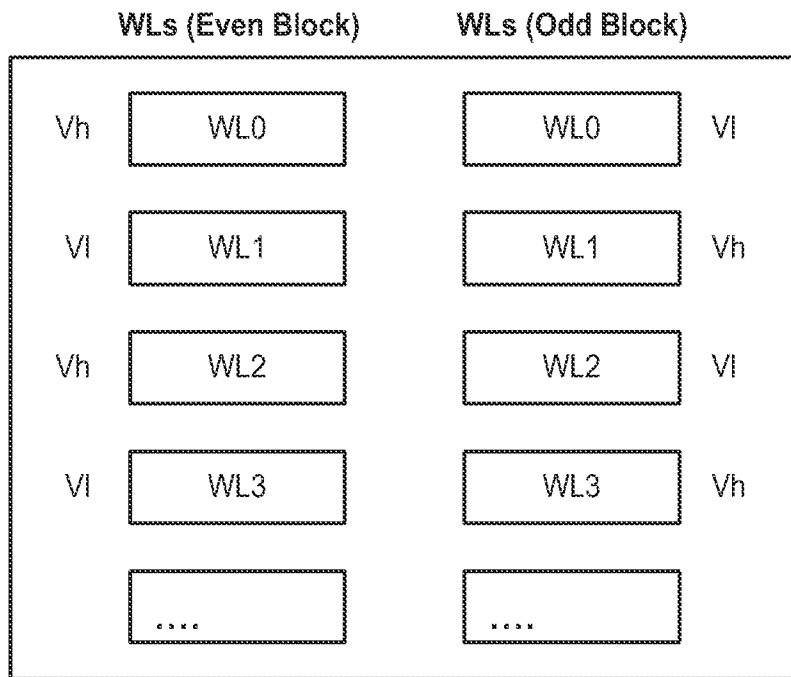 WLs (Even Block) WLs (Odd Block)
Vh WL0 WL0 Vl
Vl WL1 WL1 Vh
Vh WL2 WL2 Vl
Vl WL3 WL3 Vh
.... ....